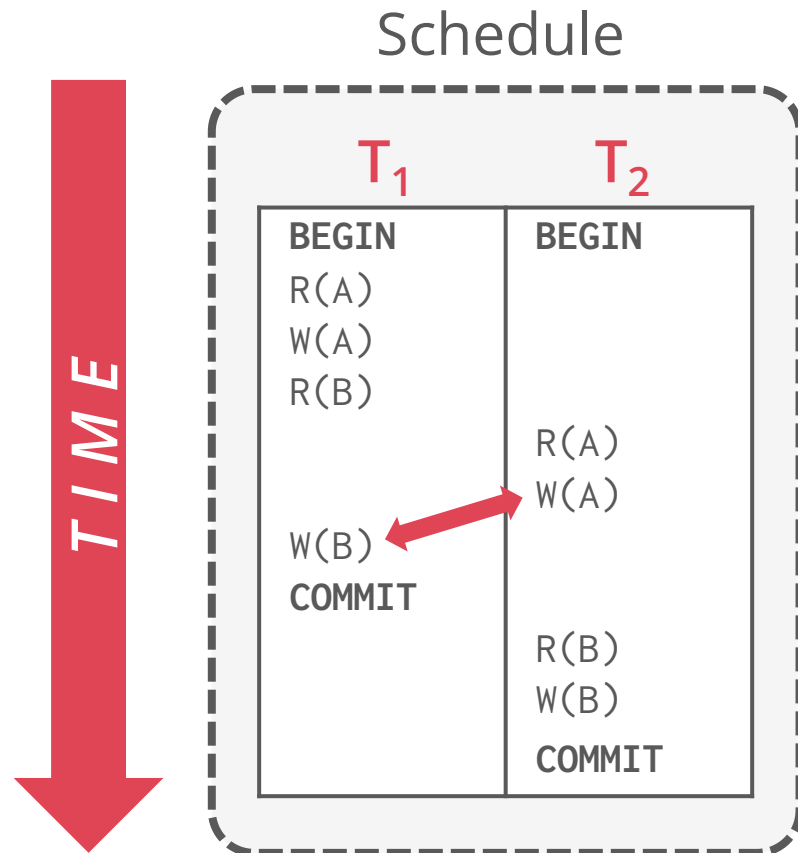 Schedule
TIME
T1 T2
BEGIN BEGIN
R(A)
W(A)
R(B)
R(A)
W(A)
W(B)
COMMIT
R(B)
W(B)
COMMIT